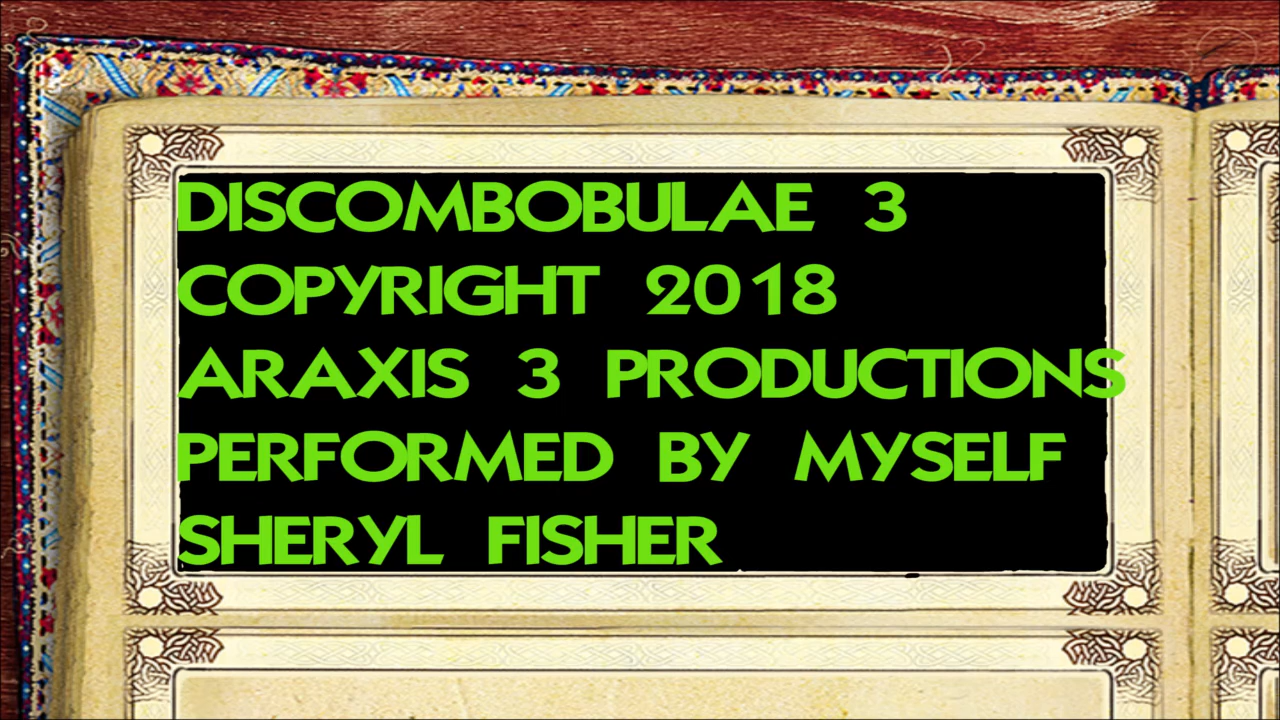 DISCOMBOBULAE 3
COPYRIGHT 2018
ARAXIS 3 PRODUCTIONS
PERFORMED BY MYSELF
SHERYL FISHER